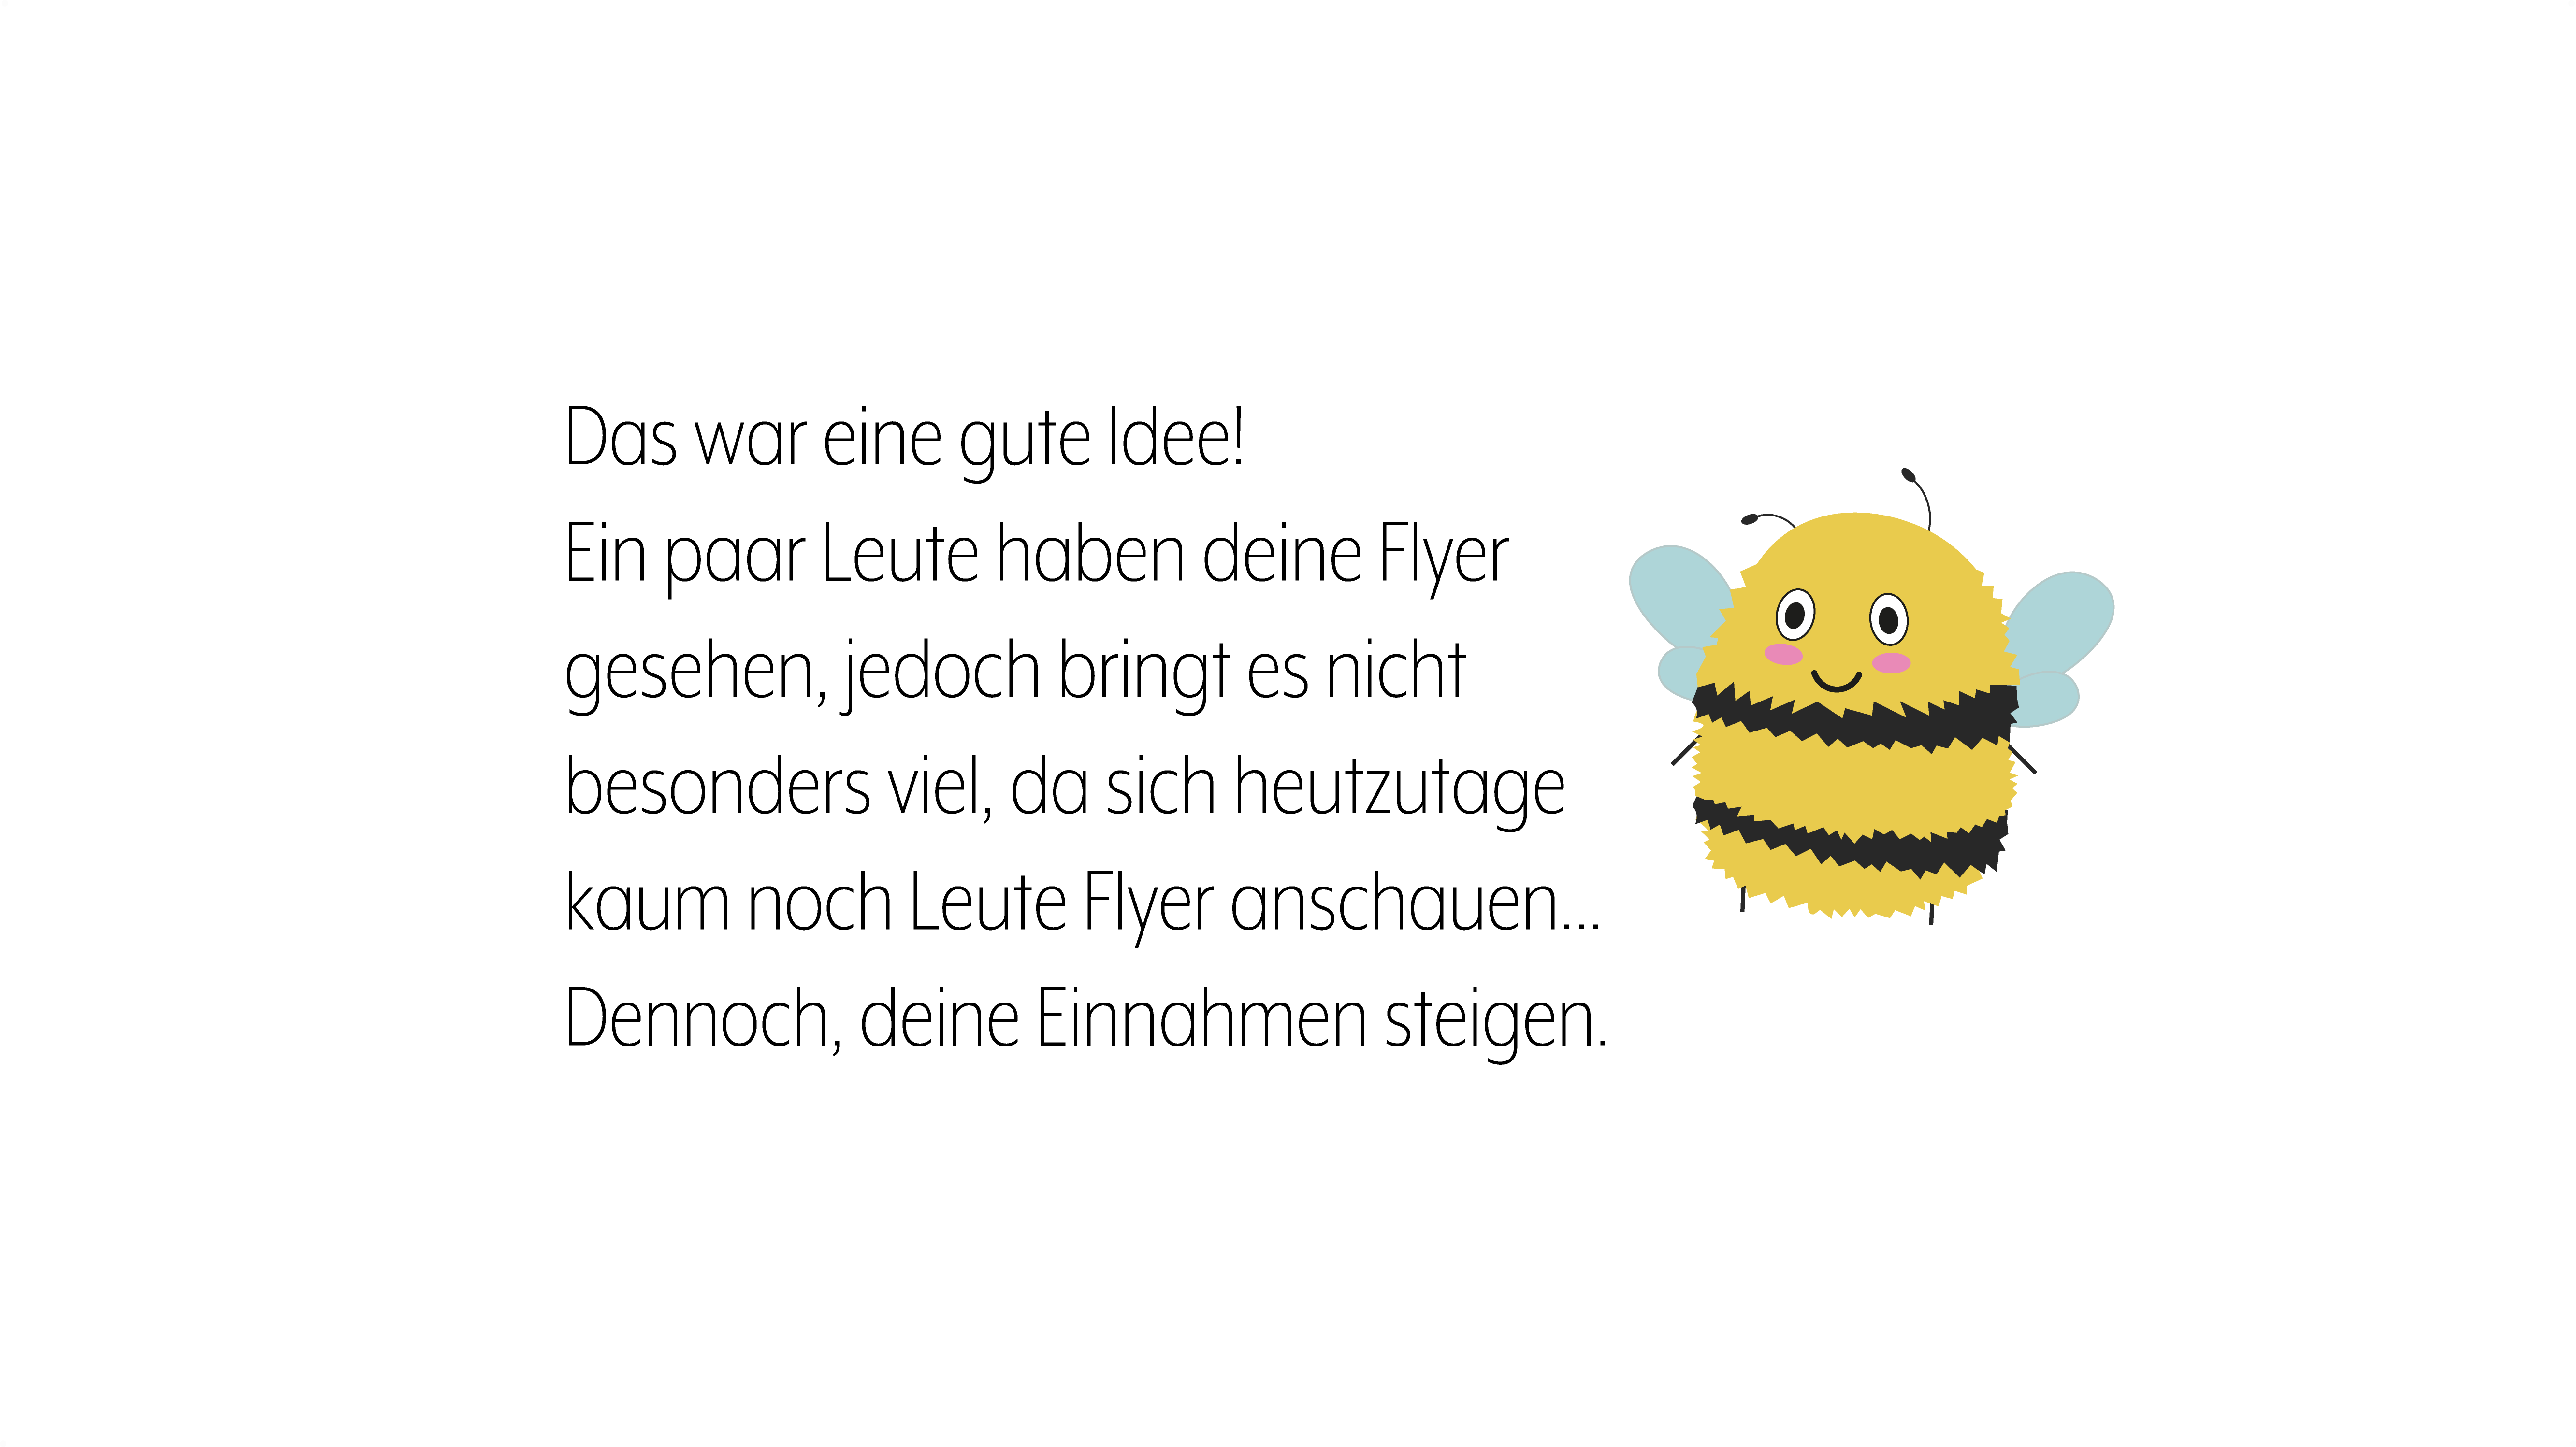 Das war eine gute Idee!
Ein paar Leute haben deine Flyer
gesehen, jedoch bringt es nicht
besonders viel, da sich heutzutage
kaum noch Leute Flyer anschauen...
Dennoch, deine Einnahmen steigen.